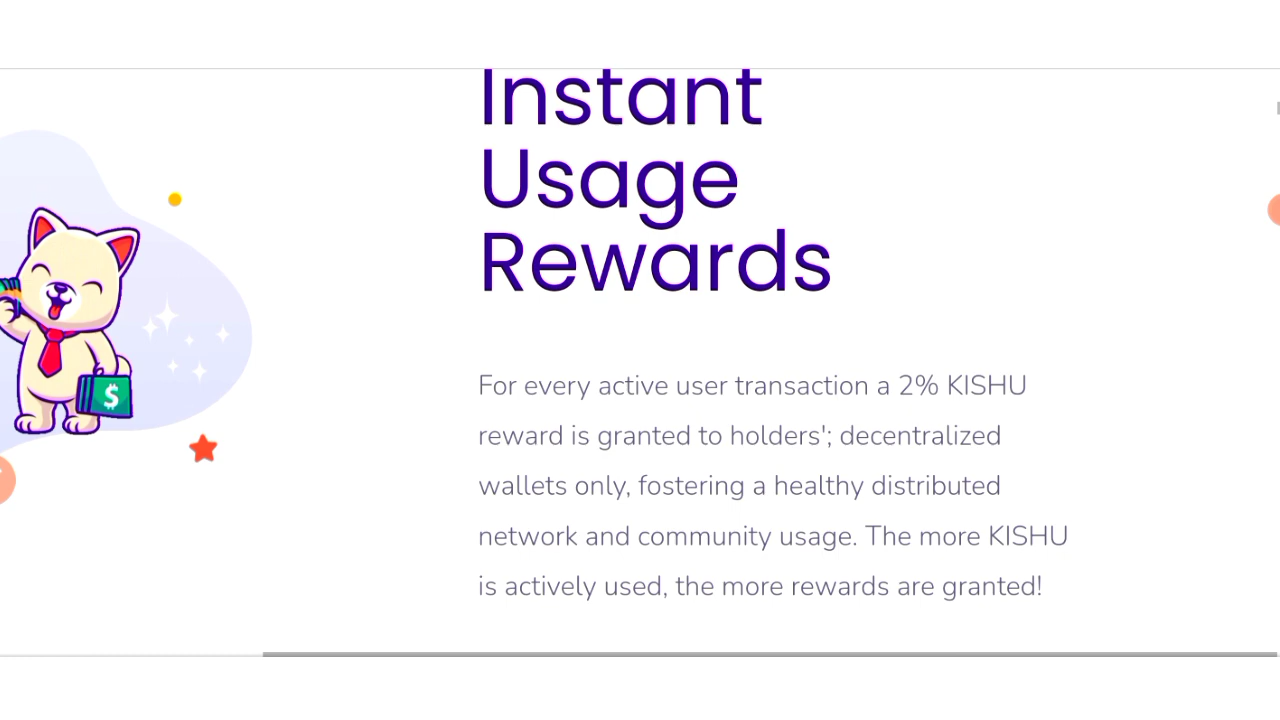 Instant
Usage
Rewards
For every active user transaction a 2% KISHU
reward is granted to holders'; decentralized
wallets only, fostering a healthy distributed
network and community usage. The more KISHU
is actively used, the more rewards are granted!
$